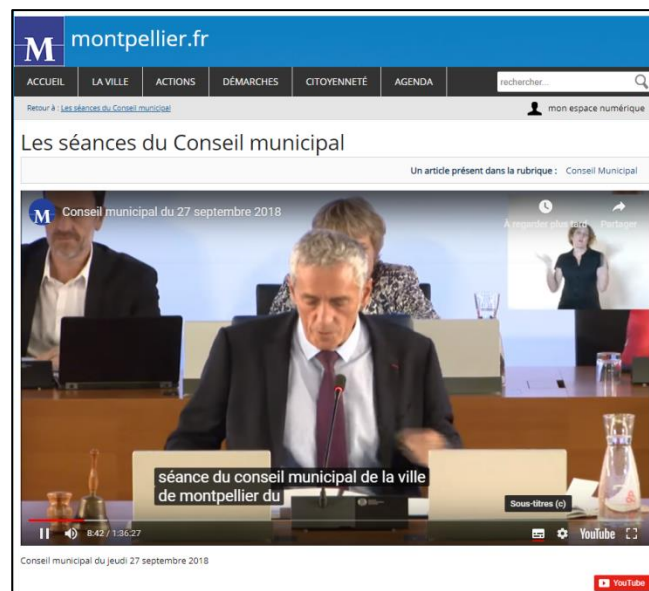 M montpellier.fr
ACCUEIL LA VILLE ACTIONS DÉMARCHES CITOYENNETÉ AGENDA rechercher...
Retour à : Les séances du Conseil municipal mon espace numérique
Les séances du Conseil municipal
Un article présent dans la rubrique : Conseil Municipal
M Conseil municipal du 27 septembre 2018
À regarder plus tard Partager
séance du conseil municipal de la ville
de montpellier du
Sous-titres (c)
8:42 / 1:36:27 YouTube
Conseil municipal du jeudi 27 septembre 2018
YouTube